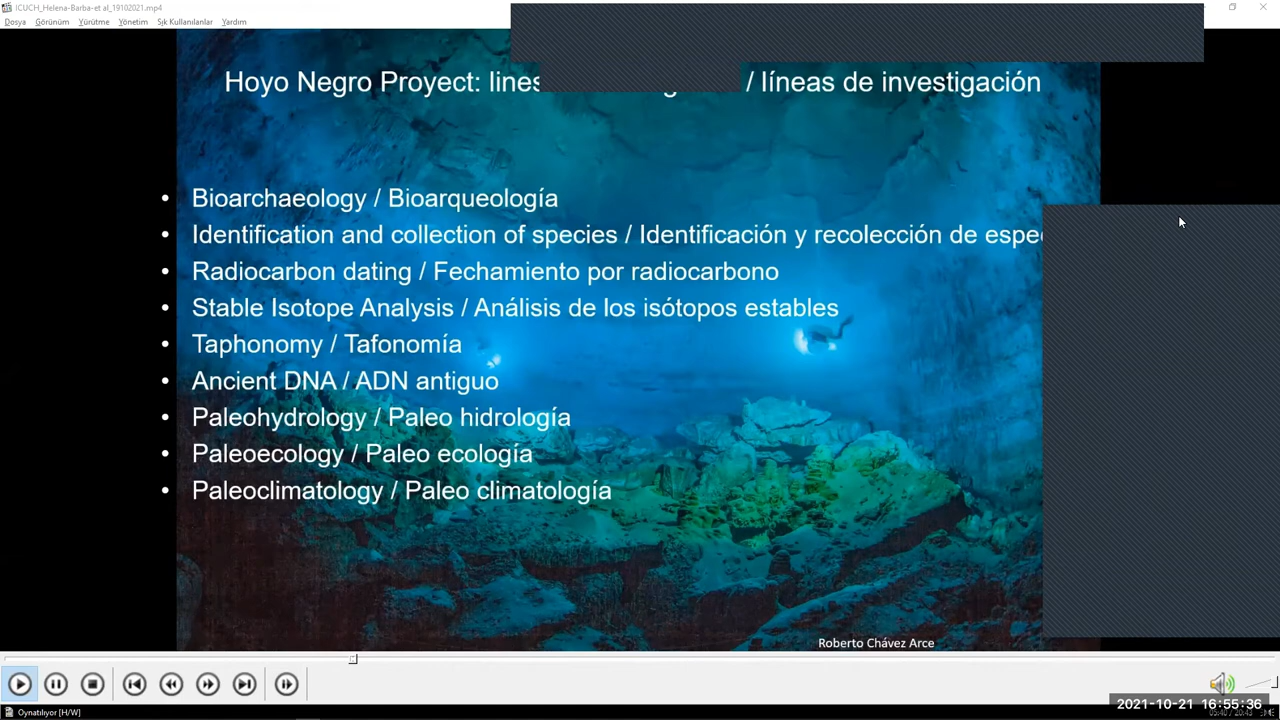 ICUCH_Helena-Barba-et al_19102021.mp4
Dosya Görünüm Yürütme Yönetim Sık Kullanılanlar Yardım
Hoyo Negro Proyect: lines / líneas de investigación
• Bioarchaeology / Bioarqueología
• Identification and collection of species / Identificación y recolección de
• Radiocarbon dating / Fechamiento por radiocarbono
• Stable Isotope Analysis / Análisis de los isótopos estables
• Taphonomy / Tafonomía
• Ancient DNA / ADN antiguo
• Paleohydrology / Paleo hidrología
• Paleoecology / Paleo ecología
• Paleoclimatology / Paleo climatología
Roberto Chávez Arce
2021-10-21 16:55:36
Oynatılıyor [H/W]